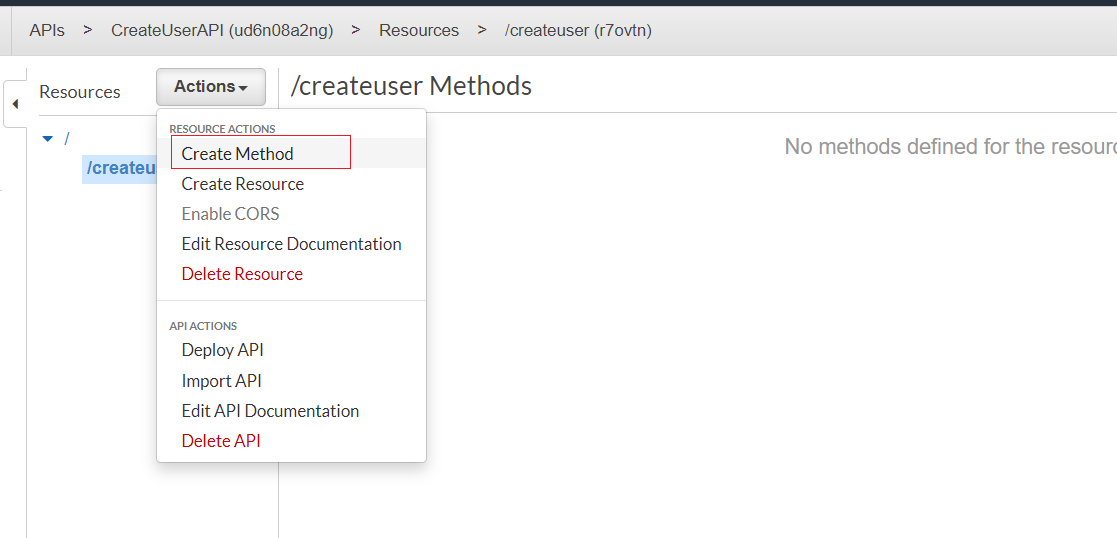 APIs > CreateUserAPI (ud6n08a2ng) > Resources > /createuser (r7ovtn)
Resources
Actions
/createuser Methods
RESOURCE ACTIONS
Create Method
Create Resource
Enable CORS
Edit Resource Documentation
Delete Resource
API ACTIONS
Deploy API
Import API
Edit API Documentation
Delete API
/
/createu
No methods defined for the resourc